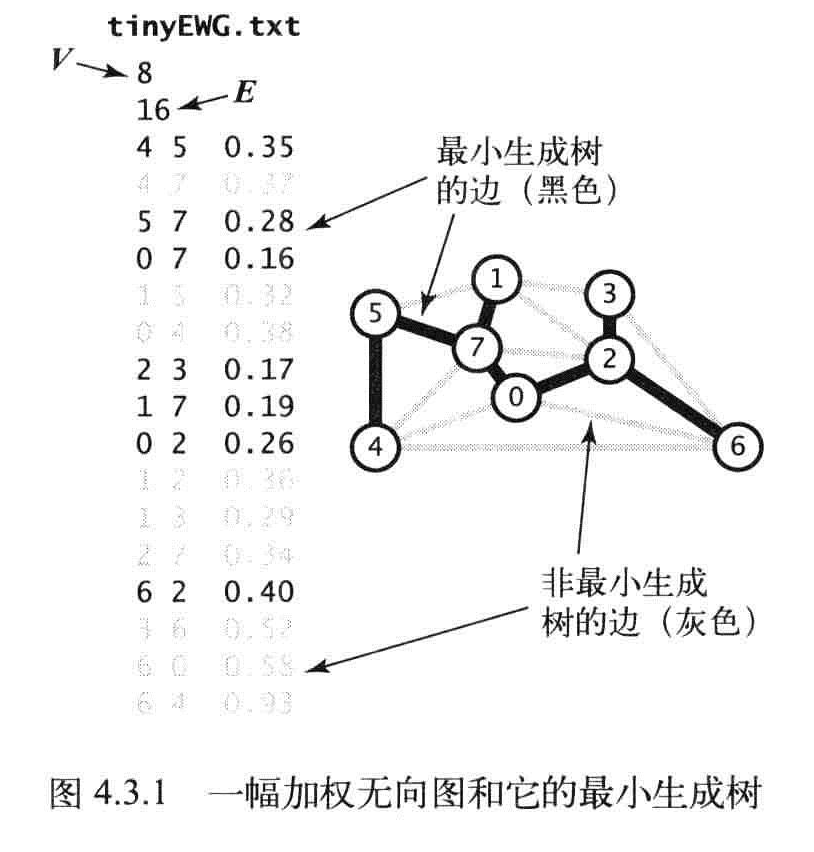 tinyEWG.txt
V
8
16
E
4 5 0.35
4 7 0.37
5 7 0.28
0 7 0.16
1 5 0.32
0 4 0.38
2 3 0.17
1 7 0.19
0 2 0.26
1 2 0.36
1 3 0.29
2 7 0.34
6 2 0.40
3 6 0.52
6 0 0.58
6 4 0.93
最小生成树
的边（黑色）
1
3
5
7
2
0
4
6
非最小生成
树的边（灰色）
图 4.3.1 一幅加权无向图和它的最小生成树